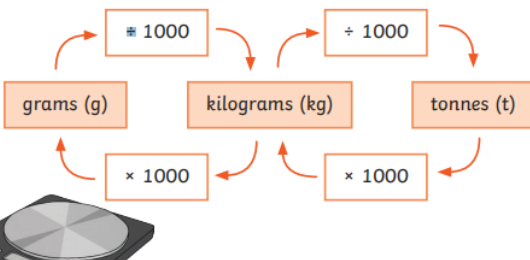 ÷ 1000
÷ 1000
grams (g)
kilograms (kg)
tonnes (t)
× 1000
× 1000